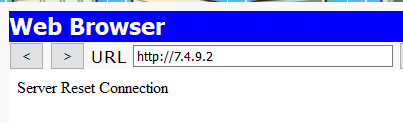 Web Browser
< > URL http://7.4.9.2
Server Reset Connection